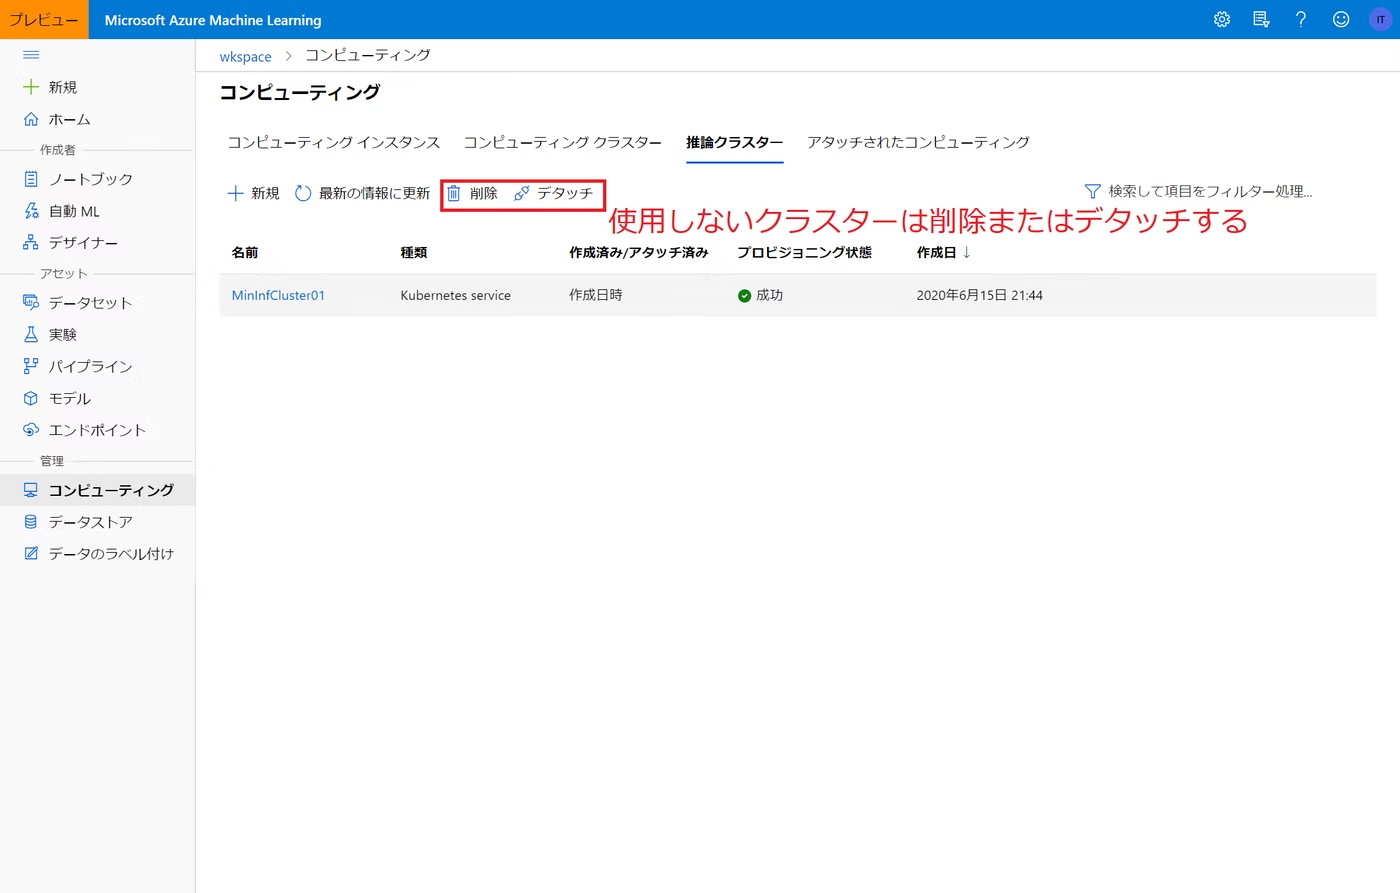 プレビュー Microsoft Azure Machine Learning IT
wkspace > コンピューティング
新規
ホーム
作成者
ノートブック
自動 ML
デザイナー
アセット
データセット
実験
パイプライン
モデル
エンドポイント
管理
コンピューティング
データストア
データのラベル付け
コンピューティング
コンピューティング インスタンス コンピューティング クラスター 推論クラスター アタッチされたコンピューティング
新規 最新の情報に更新 削除 デタッチ 検索して項目をフィルター処理...
使用しないクラスターは削除またはデタッチする
名前 種類 作成済み/アタッチ済み プロビジョニング状態 作成日 ↓
MinInfCluster01 Kubernetes service 作成日時 成功 2020年6月15日 21:44